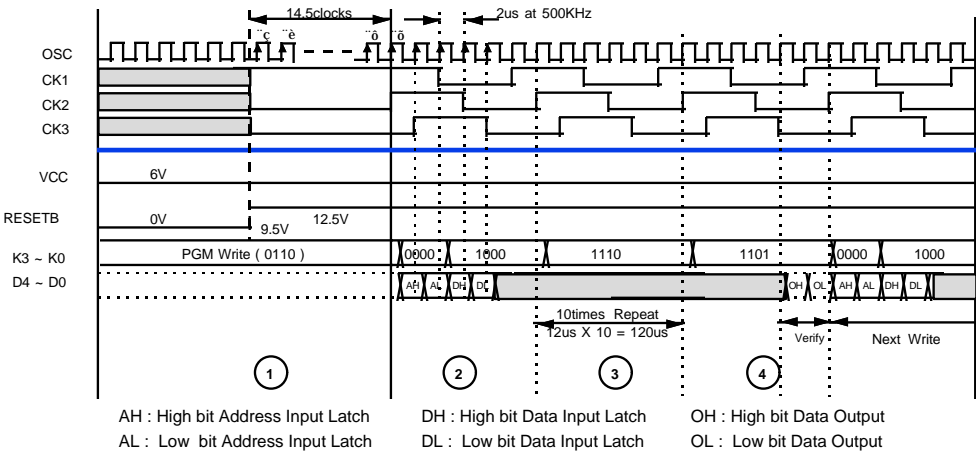 14.5clocks
2us at 500KHz
¨ç ¨è ¨ô ¨õ
OSC
CK1
CK2
CK3
VCC 6V
RESETB 0V 9.5V 12.5V
K3 ~ K0 PGM Write ( 0110 ) 0000 1000 1110 1101 0000 1000
D4 ~ D0 AH AL DH DL OH OL AH AL DH DL
10times Repeat
12us X 10 = 120us
Verify
Next Write
1 2 3 4
AH : High bit Address Input Latch DH : High bit Data Input Latch OH : High bit Data Output
AL : Low bit Address Input Latch DL : Low bit Data Input Latch OL : Low bit Data Output